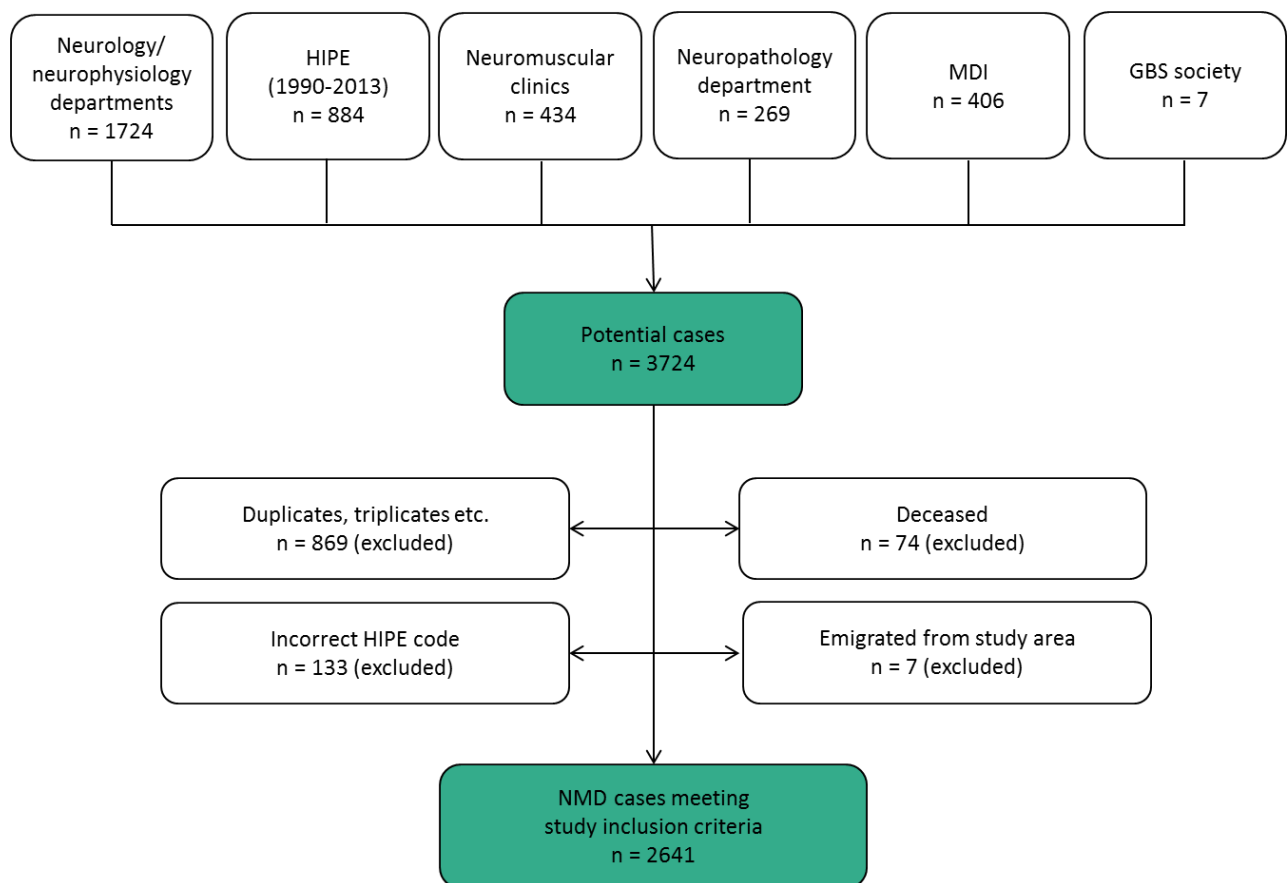 Neurology/
neurophysiology
departments
n = 1724
HIPE
(1990-2013)
n = 884
Neuromuscular
clinics
n = 434
Neuropathology
department
n = 269
MDI
n = 406
GBS society
n = 7
Potential cases
n = 3724
Duplicates, triplicates etc.
n = 869 (excluded)
Deceased
n = 74 (excluded)
Incorrect HIPE code
n = 133 (excluded)
Emigrated from study area
n = 7 (excluded)
NMD cases meeting
study inclusion criteria
n = 2641